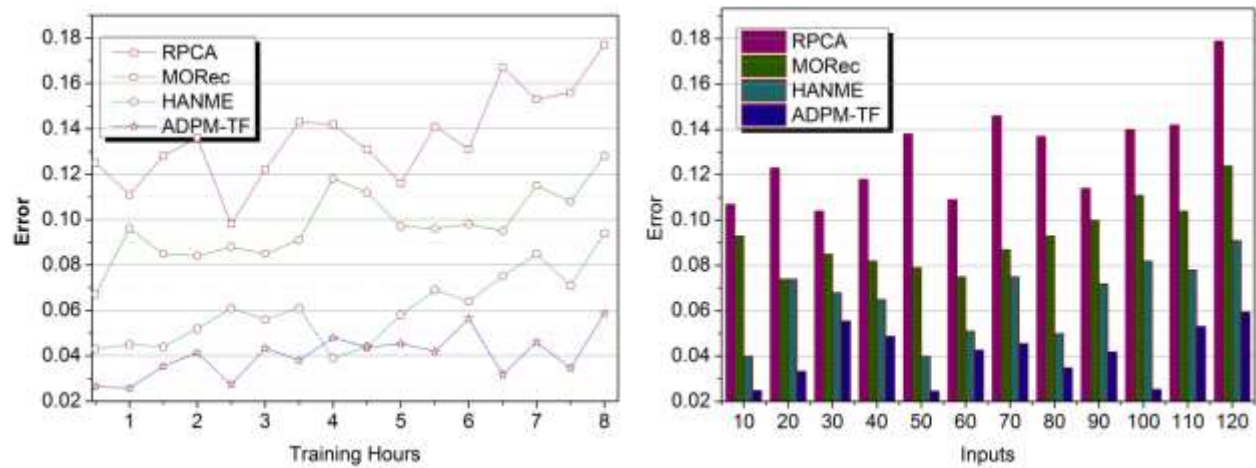 0.18
0.16
0.14
0.12
0.10
0.08
0.06
0.04
0.02
Error
RPCA
MORec
HANME
ADPM-TF
1 2 3 4 5 6 7 8
Training Hours
0.18
0.16
0.14
0.12
0.10
0.08
0.06
0.04
0.02
Error
RPCA
MORec
HANME
ADPM-TF
10 20 30 40 50 60 70 80 90 100 110 120
Inputs